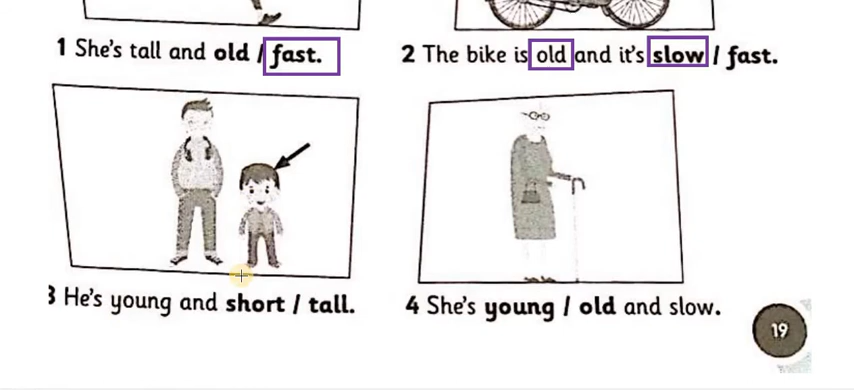 1 She's tall and old / fast.
2 The bike is old and it's slow / fast.
3 He's young and short / tall.
4 She's young / old and slow.
19